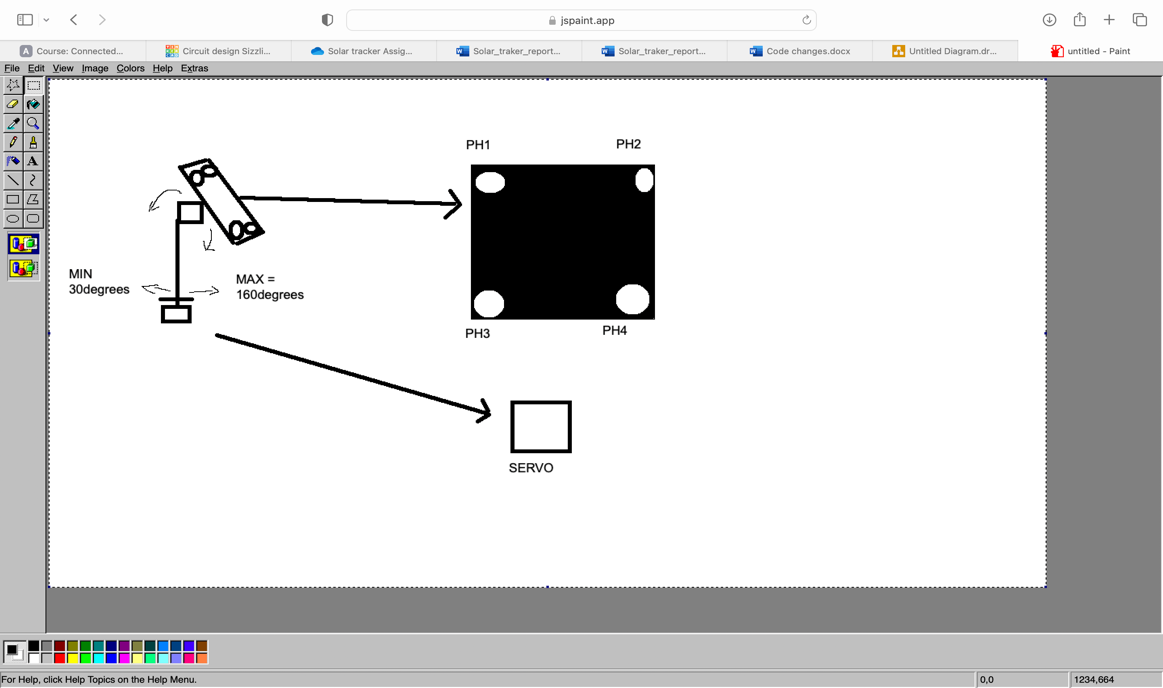 jspaint.app
Course: Connected...
Circuit design Sizzli...
Solar tracker Assig...
Solar_traker_report...
Solar_traker_report...
Code changes.docx
Untitled Diagram.dr...
untitled - Paint
File Edit View Image Colors Help Extras
PH1
PH2
MIN
30degrees
MAX =
160degrees
PH3
PH4
SERVO
For Help, click Help Topics on the Help Menu.
0,0
1234,664